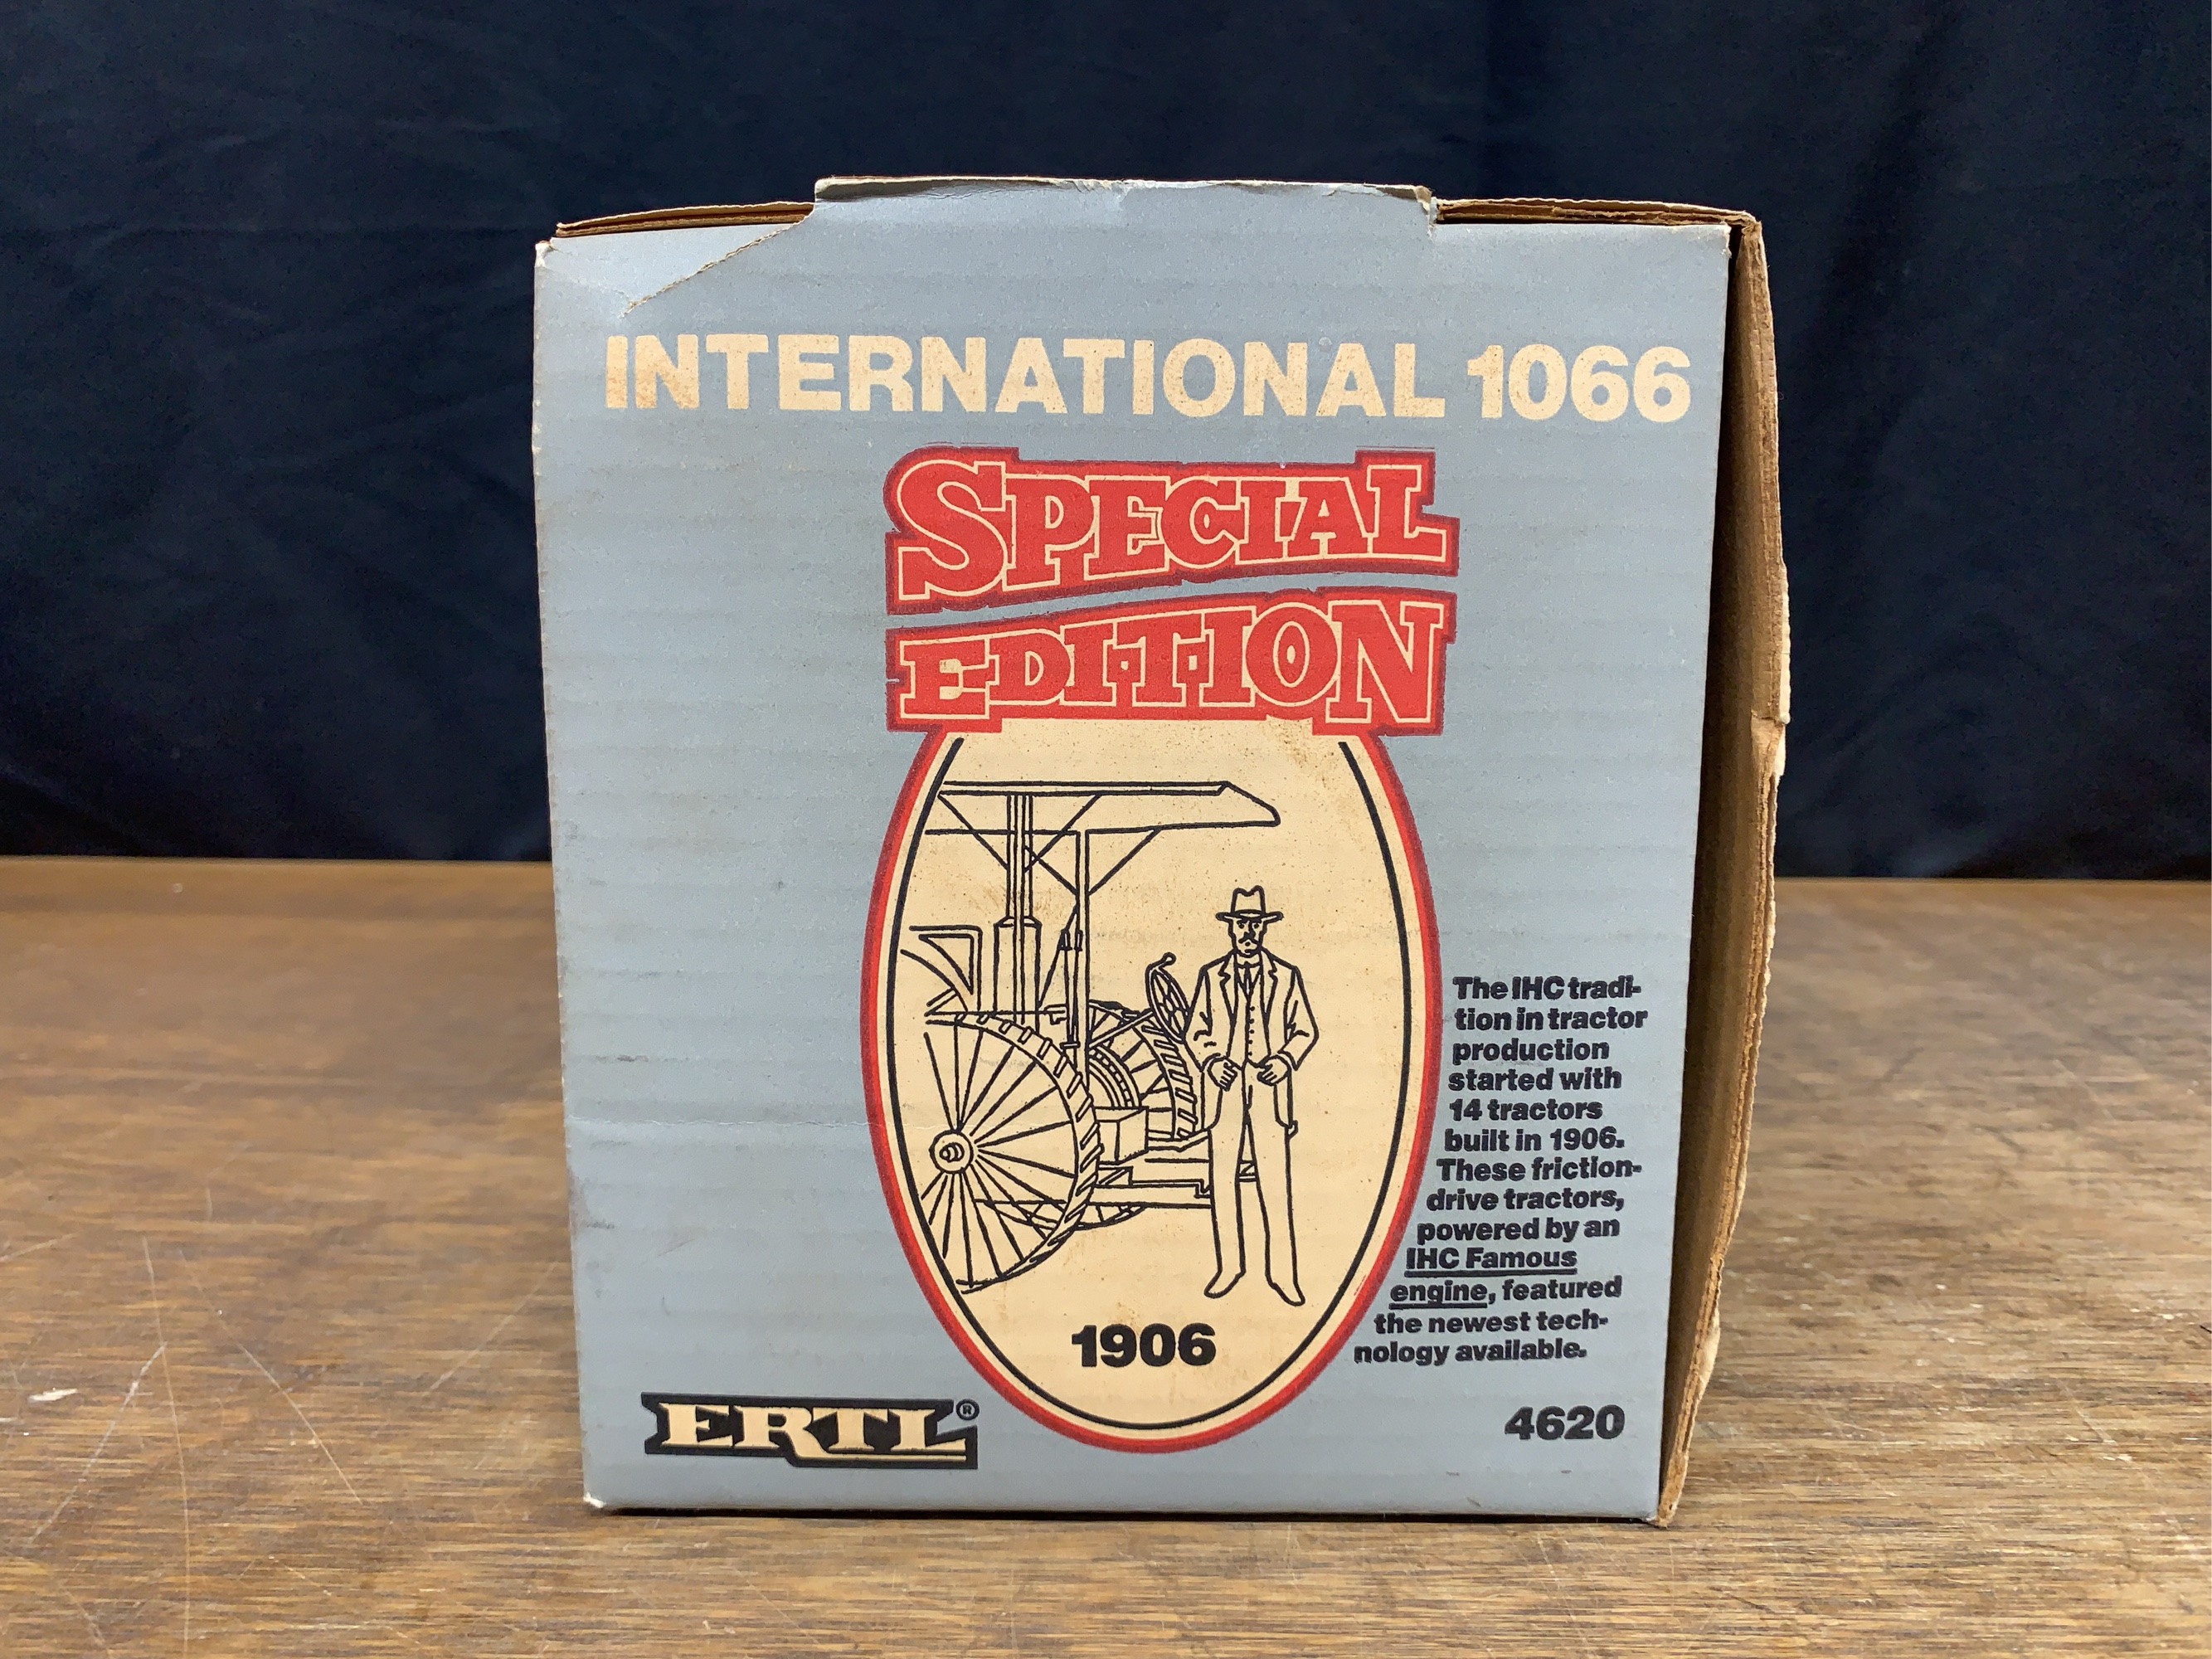 INTERNATIONAL 1066
SPECIAL
EDITION
The IHC tradi-
tion in tractor
production
started with
14 tractors
built in 1906.
These friction-
drive tractors,
powered by an
IHC Famous
engine, featured
the newest tech-
nology available.
1906
ERTL®
4620